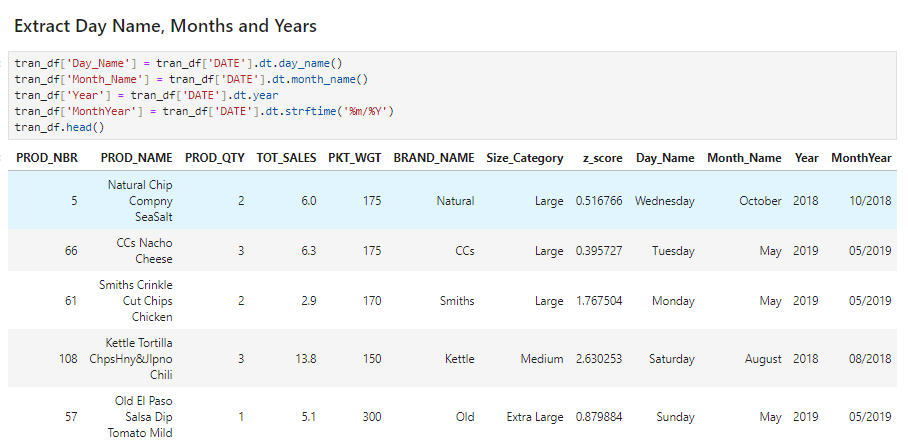 Extract Day Name, Months and Years
tran_df['Day_Name'] = tran_df['DATE'].dt.day_name()
tran_df['Month_Name'] = tran_df['DATE'].dt.month_name()
tran_df['Year'] = tran_df['DATE'].dt.year
tran_df['MonthYear'] = tran_df['DATE'].dt.strftime('%m/%Y')
tran_df.head()
PROD_NBR PROD_NAME PROD_QTY TOT_SALES PKT_WGT BRAND_NAME Size_Category z_score Day_Name Month_Name Year MonthYear
Natural Chip
5 Compny 2 6.0 175 Natural Large 0.516766 Wednesday October 2018 10/2018
SeaSalt
CCs Nacho
66 3 6.3 175 CCs Large 0.395727 Tuesday May 2019 05/2019
Cheese
Smiths Crinkle
61 Cut Chips 2 2.9 170 Smiths Large 1.767504 Monday May 2019 05/2019
Chicken
Kettle Tortilla
108 ChpsHny&Jlpno 3 13.8 150 Kettle Medium 2.630253 Saturday August 2018 08/2018
Chili
Old El Paso
57 Salsa Dip 1 5.1 300 Old Extra Large 0.879884 Sunday May 2019 05/2019
Tomato Mild